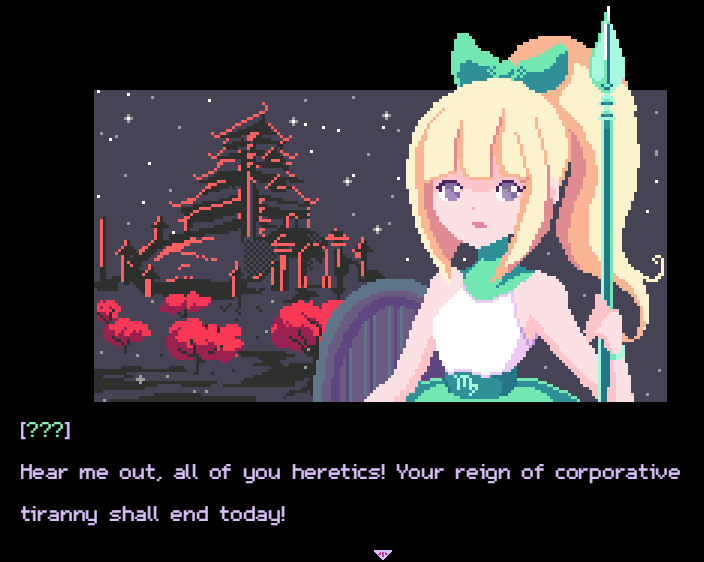 [???]
Hear me out, all of you heretics! Your reign of corporative
tiranny shall end today!